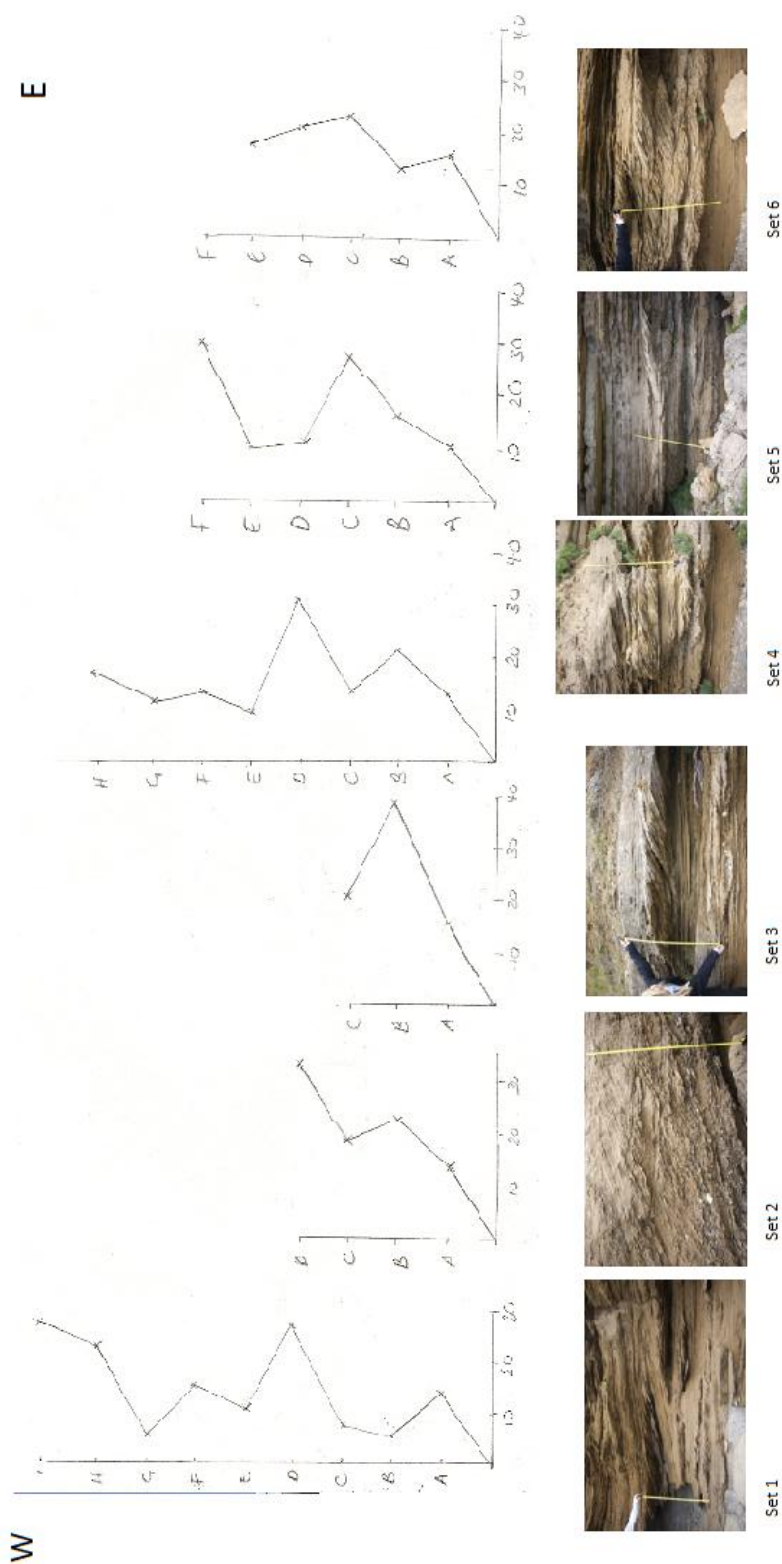 W
E
I H G F E D C B A
10 20 30
D C B A
10 20 30
C B A
10 20 30 40
H G F E D C B A
10 20 30 40
F E D C B A
10 20 30 40
F E D C B A
10 20 30 40
Set 1
Set 2
Set 3
Set 4
Set 5
Set 6